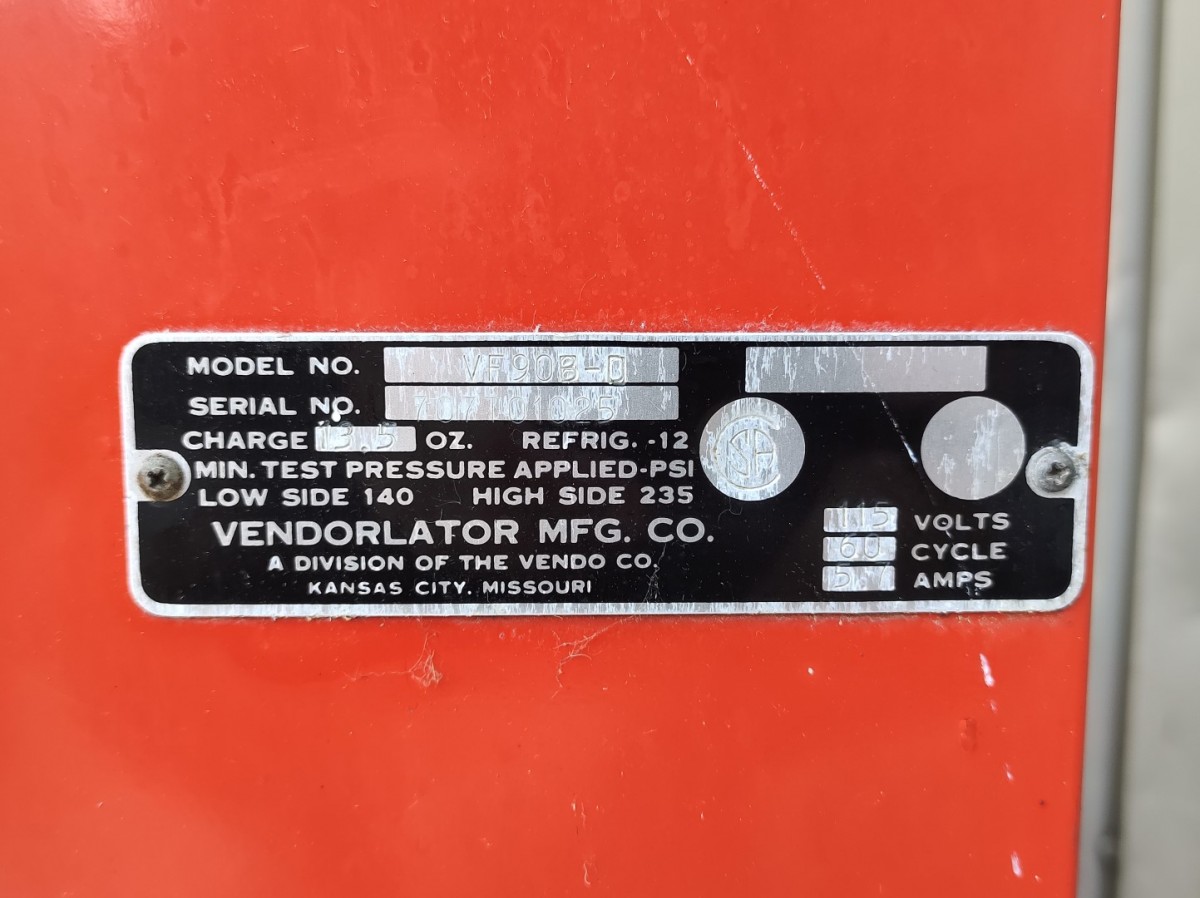 MODEL NO. VF90B-D
SERIAL NO.
CHARGE 13.5 OZ. REFRIG. -12
MIN. TEST PRESSURE APPLIED-PSI
LOW SIDE 140 HIGH SIDE 235
VENDORLATOR MFG. CO.
A DIVISION OF THE VENDO CO.
KANSAS CITY, MISSOURI
115 VOLTS
60 CYCLE
5.7 AMPS